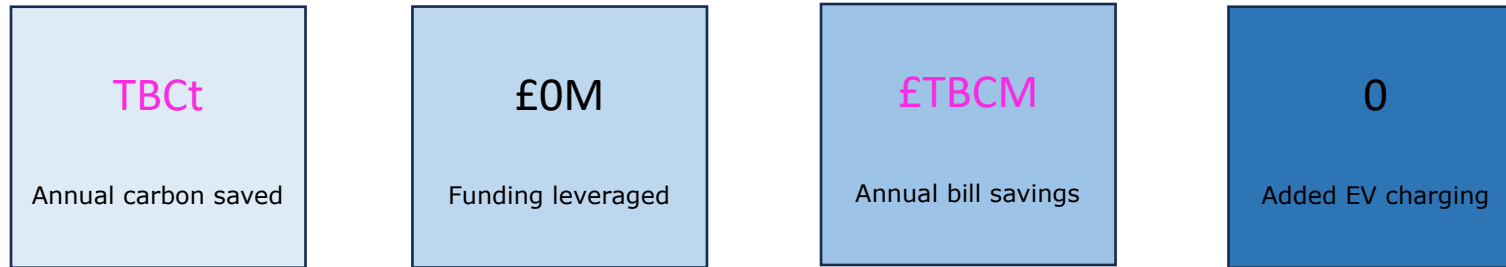 TBCt
Annual carbon saved
£0M
Funding leveraged
£TBCM
Annual bill savings
0
Added EV charging